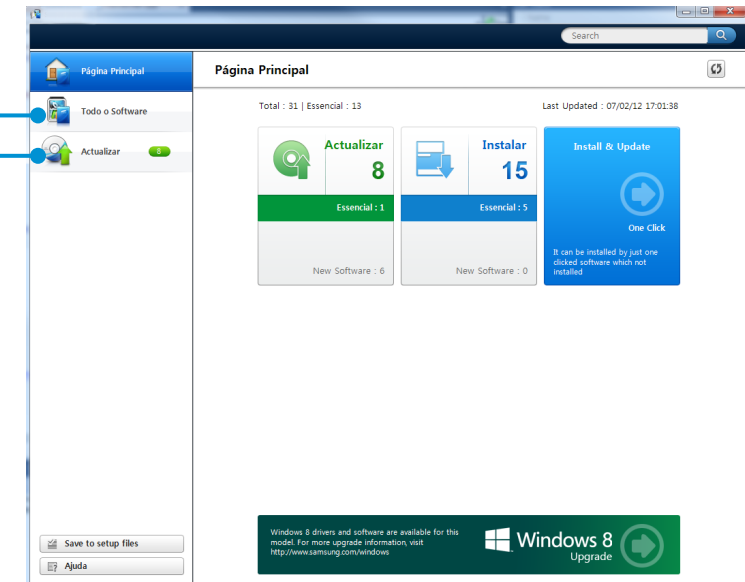 Search
Página Principal
Todo o Software
Actualizar 8
Save to setup files
Ajuda
Página Principal
Total : 31 | Essencial : 13
Last Updated : 07/02/12 17:01:38
Actualizar
8
Essencial : 1
New Software : 6
Instalar
15
Essencial : 5
New Software : 0
Install & Update
One Click
It can be installed by just one
clicked software which not
installed
Windows 8 drivers and software are available for this
model. For more upgrade information, visit
http://www.samsung.com/windows
Windows 8
Upgrade